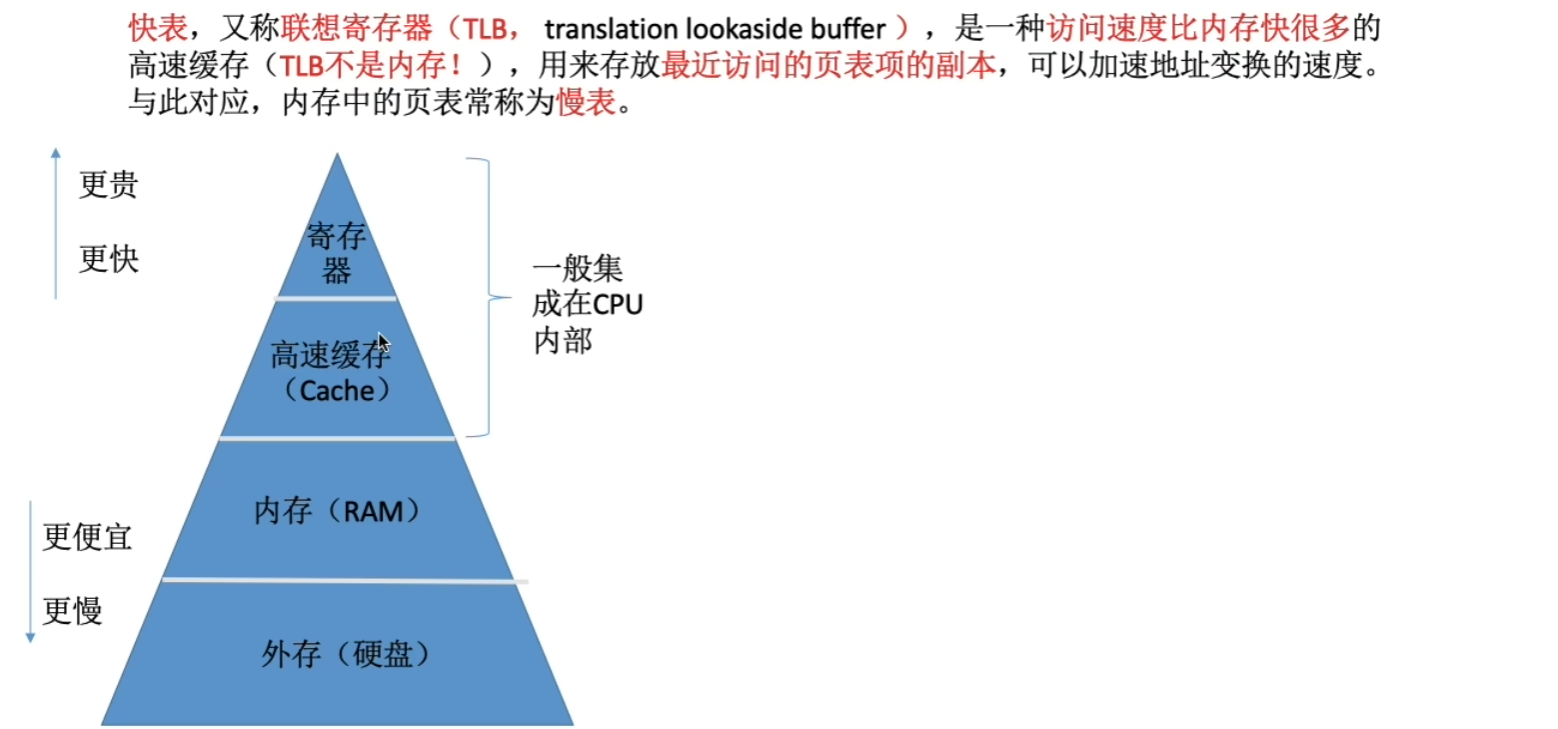 快表，又称联想寄存器（TLB， translation lookaside buffer ），是一种访问速度比内存快很多的
高速缓存（TLB不是内存！），用来存放最近访问的页表项的副本，可以加速地址变换的速度。
与此对应，内存中的页表常称为慢表。
更贵
更快
寄存
器
高速缓存
（Cache）
一般集
成在CPU
内部
内存（RAM）
更便宜
更慢
外存（硬盘）